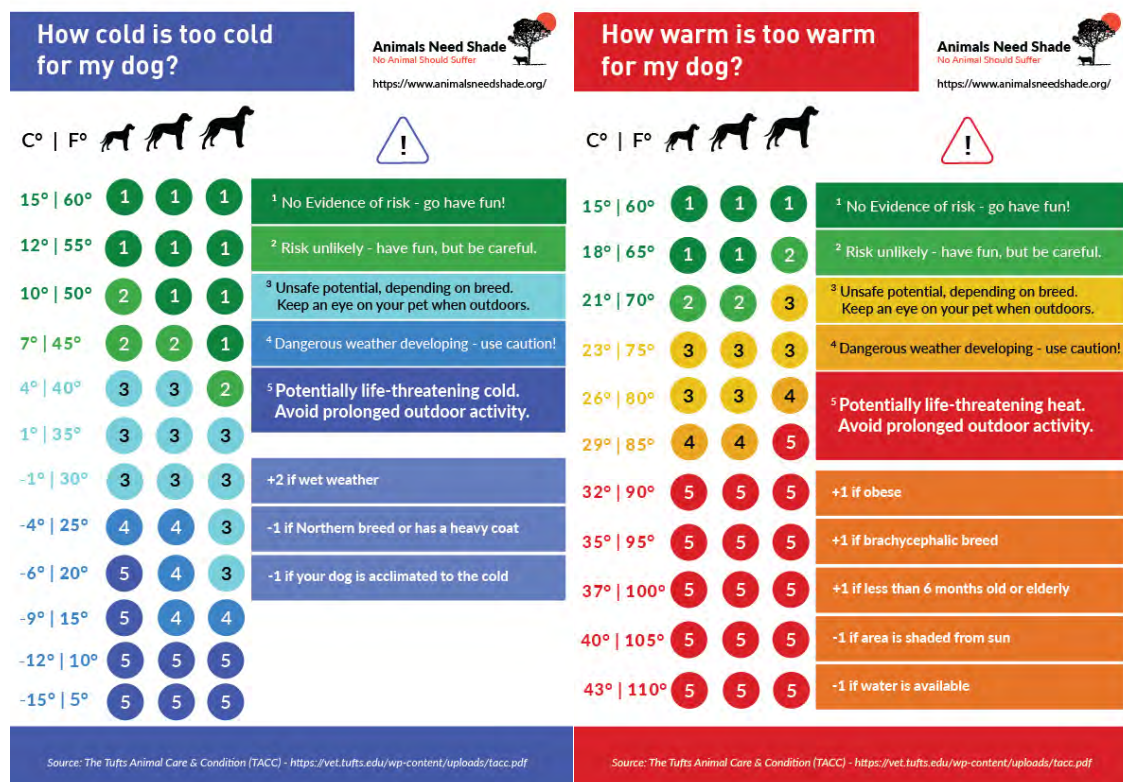 How cold is too cold
for my dog?
Animals Need Shade
No Animal Should Suffer
https://www.animalsneedshade.org/
C° | F°
!
15° | 60° 1 1 1
12° | 55° 1 1 1
10° | 50° 2 1 1
7° | 45° 2 2 1
4° | 40° 3 3 2
1° | 35° 3 3 3
-1° | 30° 3 3 3
-4° | 25° 4 4 3
-6° | 20° 5 4 3
-9° | 15° 5 4 4
-12° | 10° 5 5 5
-15° | 5° 5 5 5
1 No Evidence of risk - go have fun!
2 Risk unlikely - have fun, but be careful.
3 Unsafe potential, depending on breed.
Keep an eye on your pet when outdoors.
4 Dangerous weather developing - use caution!
5 Potentially life-threatening cold.
Avoid prolonged outdoor activity.
+2 if wet weather
-1 if Northern breed or has a heavy coat
-1 if your dog is acclimated to the cold
Source: The Tufts Animal Care & Condition (TACC) - https://vet.tufts.edu/wp-content/uploads/tacc.pdf
How warm is too warm
for my dog?
Animals Need Shade
No Animal Should Suffer
https://www.animalsneedshade.org/
C° | F°
!
15° | 60° 1 1 1
18° | 65° 1 1 2
21° | 70° 2 2 3
23° | 75° 3 3 3
26° | 80° 3 3 4
29° | 85° 4 4 5
32° | 90° 5 5 5
35° | 95° 5 5 5
37° | 100° 5 5 5
40° | 105° 5 5 5
43° | 110° 5 5 5
1 No Evidence of risk - go have fun!
2 Risk unlikely - have fun, but be careful.
3 Unsafe potential, depending on breed.
Keep an eye on your pet when outdoors.
4 Dangerous weather developing - use caution!
5 Potentially life-threatening heat.
Avoid prolonged outdoor activity.
+1 if obese
+1 if brachycephalic breed
+1 if less than 6 months old or elderly
-1 if area is shaded from sun
-1 if water is available
Source: The Tufts Animal Care & Condition (TACC) - https://vet.tufts.edu/wp-content/uploads/tacc.pdf